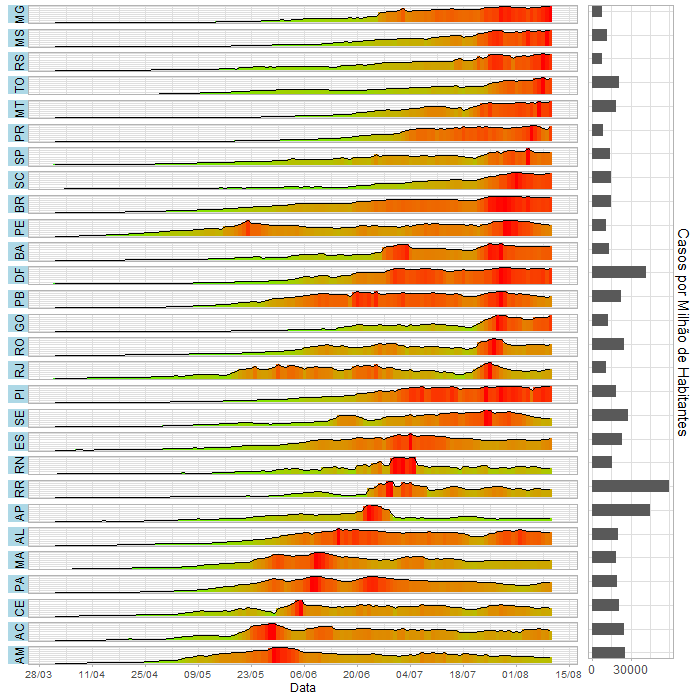 MG
MS
RS
TO
MT
PR
SP
SC
BR
PE
BA
DF
PB
GO
RO
RJ
PI
SE
ES
RN
RR
AP
AL
MA
PA
CE
AC
AM
28/03 11/04 25/04 09/05 23/05 06/06 20/06 04/07 18/07 01/08 15/08
Data
0 30000
Casos por Milhão de Habitantes